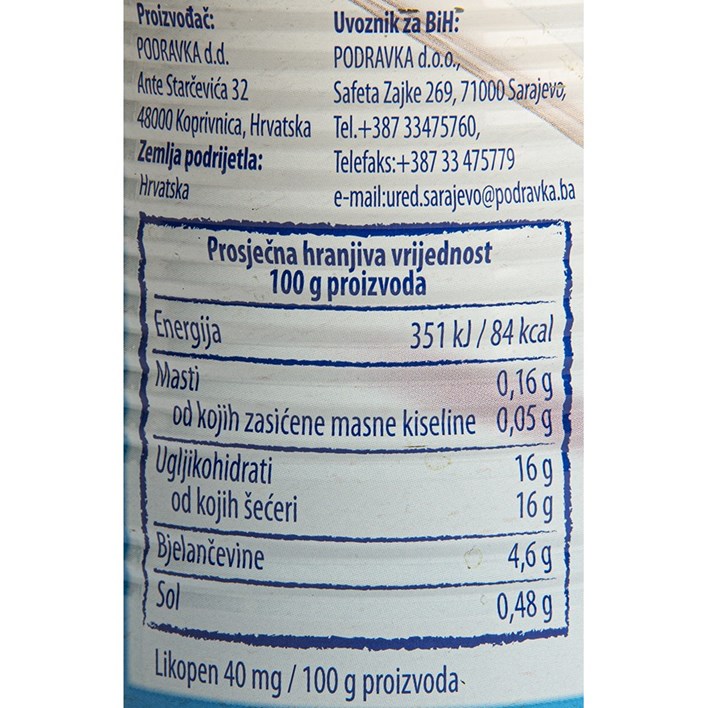 Proizvođač:
PODRAVKA d.d.
Ante Starčevića 32
48000 Koprivnica, Hrvatska
Zemlja podrijetla:
Hrvatska
Uvoznik za BiH:
PODRAVKA d.o.o.,
Safeta Zajke 269, 71000 Sarajevo,
Tel.+387 33475760,
Telefaks:+387 33 475779
e-mail:ured.sarajevo@podravka.ba
Prosječna hranjiva vrijednost
100 g proizvoda
Energija 351 kJ / 84 kcal
Masti 0,16 g
od kojih zasićene masne kiseline 0,05 g
Ugljikohidrati 16 g
od kojih šećeri 16 g
Bjelančevine 4,6 g
Sol 0,48 g
Likopen 40 mg / 100 g proizvoda